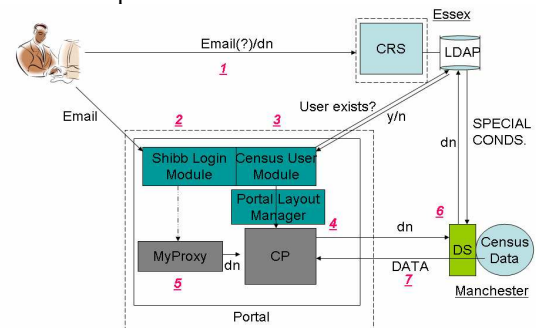 Essex
Email(?)/dn
CRS
LDAP
1
User exists?
y/n
Email
2
3
SPECIAL
CONDS.
dn
Shibb Login
Module
Census User
Module
Portal Layout
Manager
4
dn
6
MyProxy
dn
CP
DS
Census
Data
DATA
5
7
Manchester
Portal